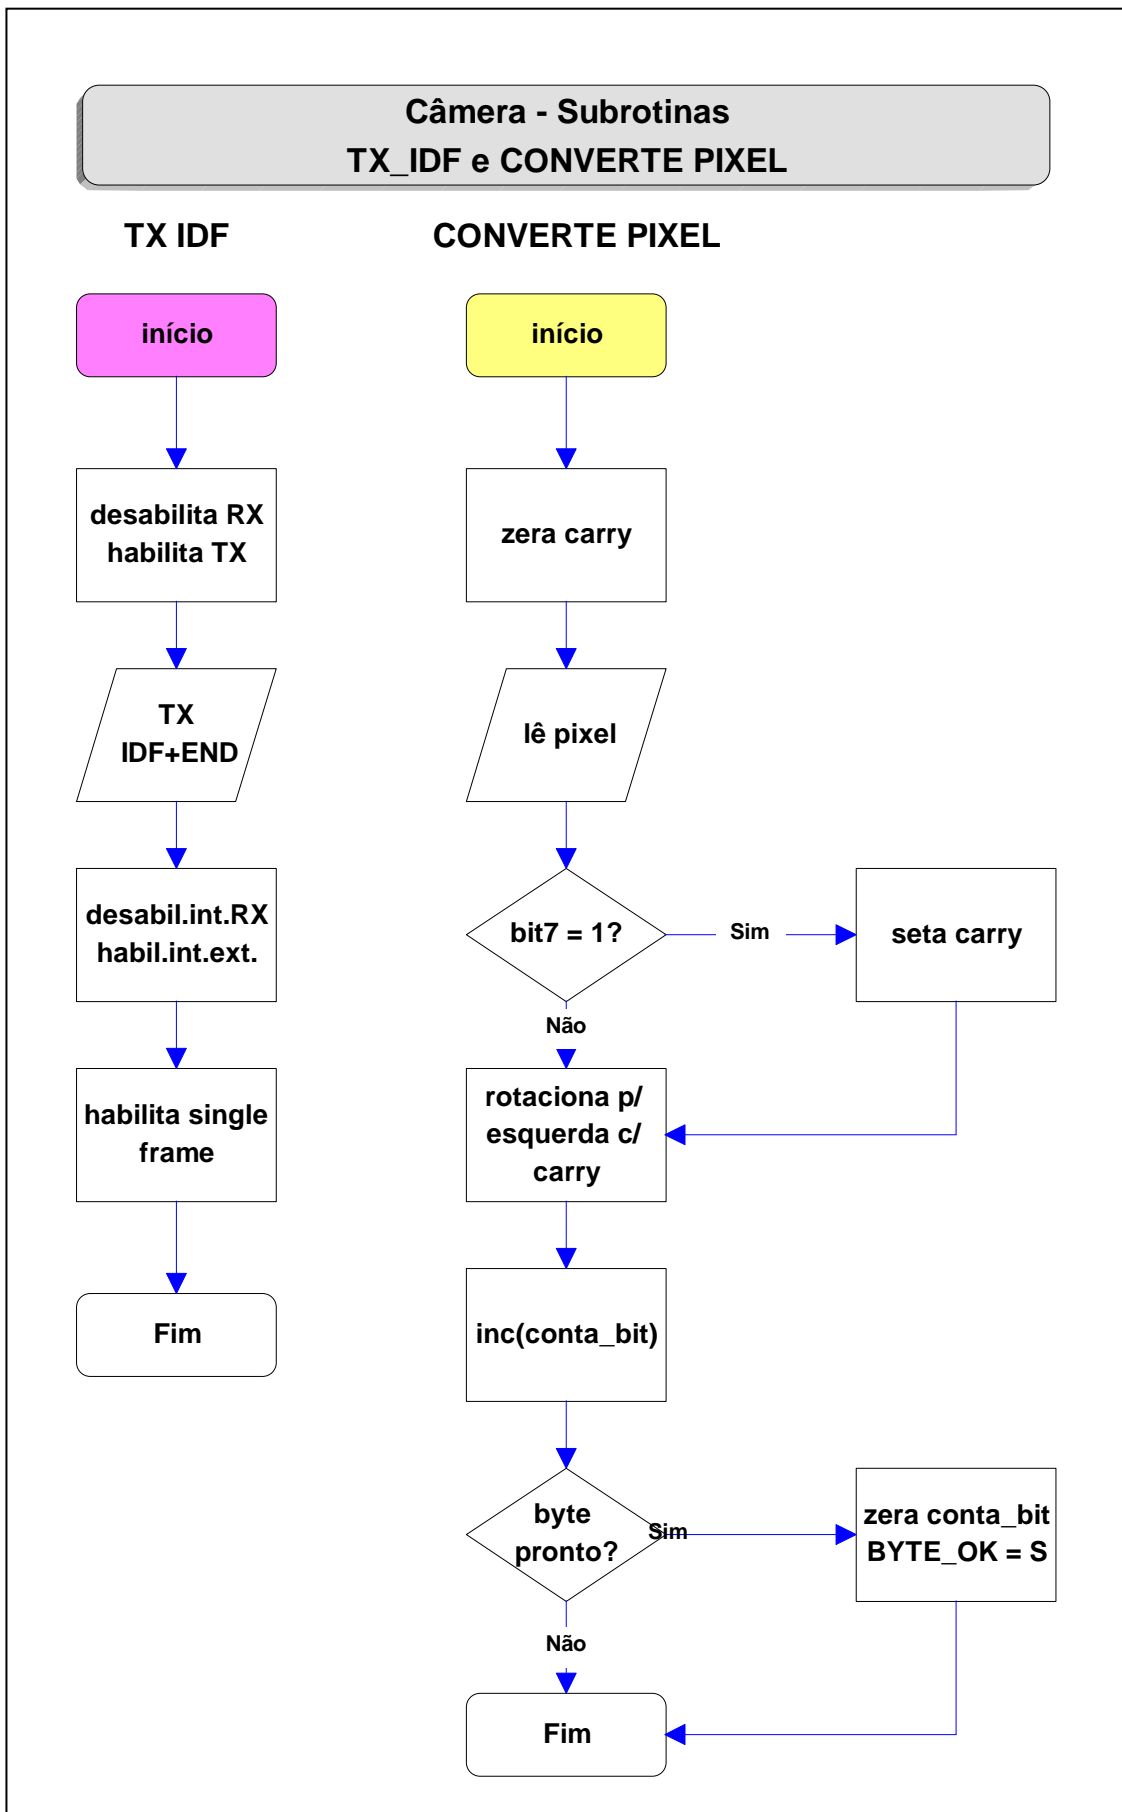 Câmera - Subrotinas
TX_IDF e CONVERTE PIXEL
TX IDF
CONVERTE PIXEL
início
desabilita RX
habilita TX
TX
IDF+END
desabil.int.RX
habil.int.ext.
habilita single
frame
Fim
início
zera carry
lê pixel
bit7 = 1?
Sim
seta carry
Não
rotaciona p/
esquerda c/
carry
inc(conta_bit)
byte
pronto?
Sim
zera conta_bit
BYTE_OK = S
Não
Fim